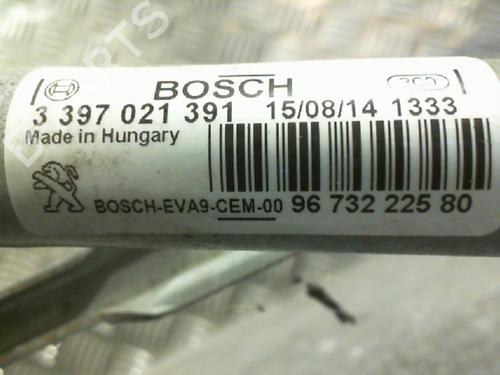 BOSCH
360
3 397 021 391 15/08/14 1333
Made in Hungary
BOSCH-EVA9-CEM-00 96 732 225 80